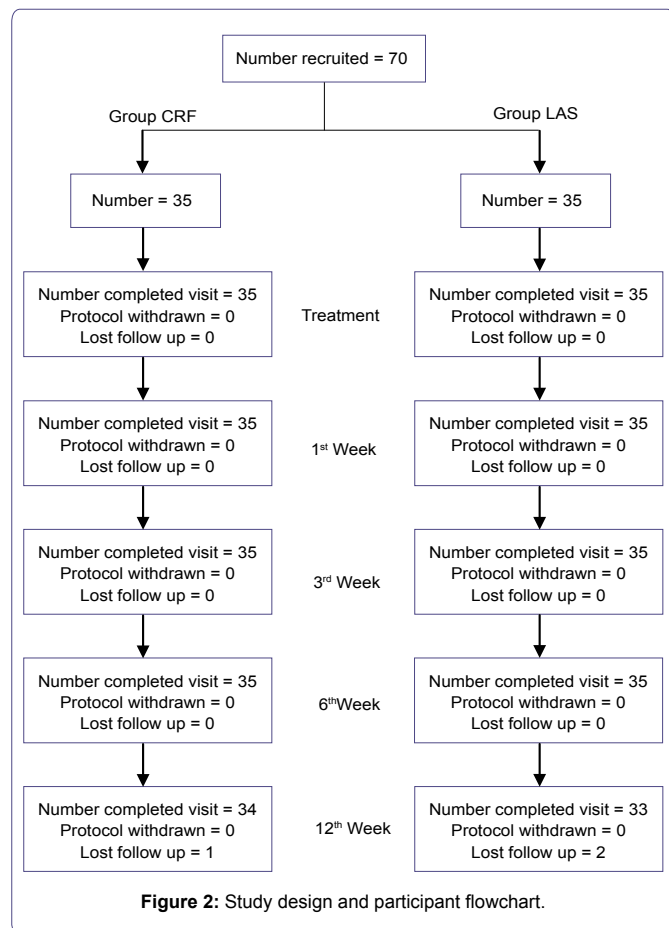 Number recruited = 70
Group CRF
Group LAS
Number = 35
Number = 35
Number completed visit = 35
Protocol withdrawn = 0
Lost follow up = 0
Treatment
Number completed visit = 35
Protocol withdrawn = 0
Lost follow up = 0
Number completed visit = 35
Protocol withdrawn = 0
Lost follow up = 0
1st Week
Number completed visit = 35
Protocol withdrawn = 0
Lost follow up = 0
Number completed visit = 35
Protocol withdrawn = 0
Lost follow up = 0
3rd Week
Number completed visit = 35
Protocol withdrawn = 0
Lost follow up = 0
Number completed visit = 35
Protocol withdrawn = 0
Lost follow up = 0
6thWeek
Number completed visit = 35
Protocol withdrawn = 0
Lost follow up = 0
Number completed visit = 34
Protocol withdrawn = 0
Lost follow up = 1
12th Week
Number completed visit = 33
Protocol withdrawn = 0
Lost follow up = 2
Figure 2: Study design and participant flowchart.